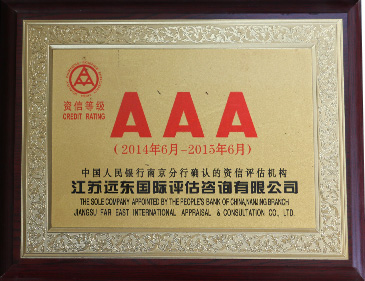 资信等级
CREDIT RATING
AAA
(2014年6月-2015年6月)
中国人民银行南京分行确认的资信评估机构
江苏远东国际评估咨询有限公司
THE SOLE COMPANY APPOINTED BY THE PEOPLE'S BANK OF CHINA,NANJING BRANCH
JIANGSU FAR EAST INTERNATIONAL APPRAISAL & CONSULTATION CO., LTD.